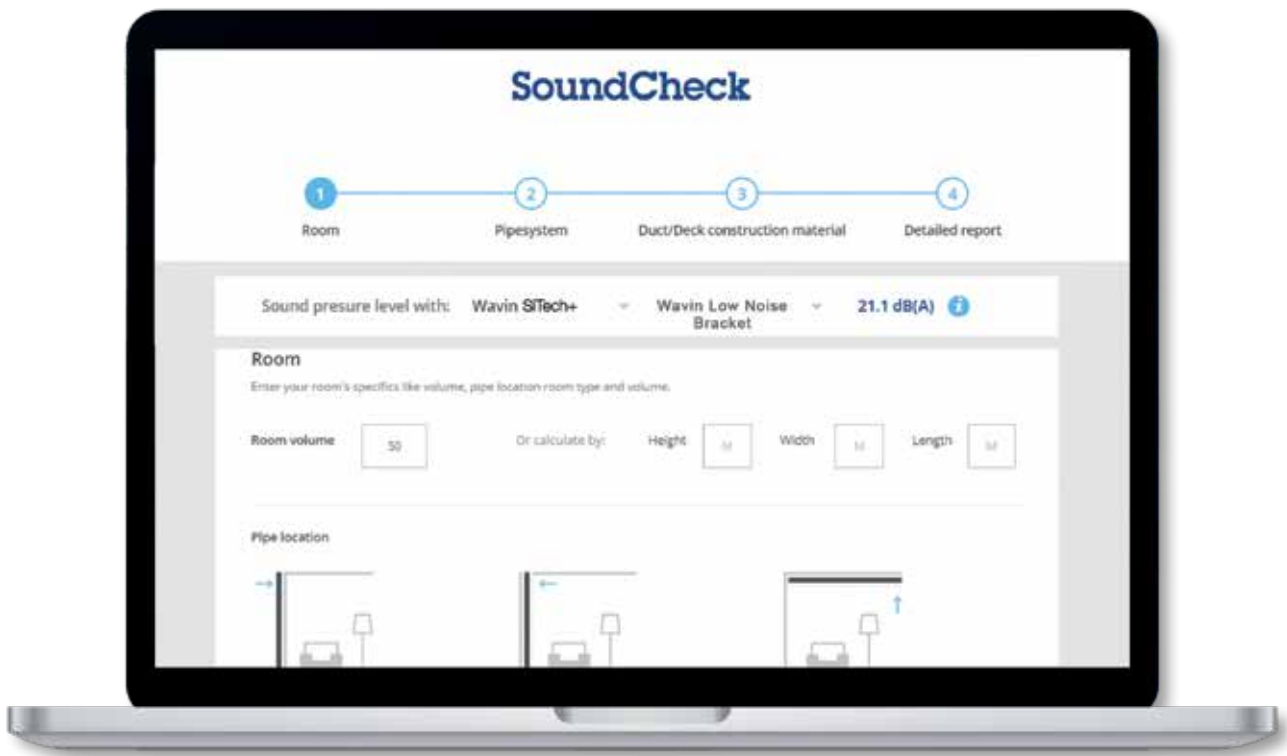 SoundCheck
1 2 3 4
Room Pipesystem Duct/Deck construction material Detailed report
Sound presure level with: Wavin SiTech+ Wavin Low Noise Bracket 21.1 dB(A) i
Room
Enter your room's specifics like volume, pipe location room type and volume.
Room volume 50 Or calculate by: Height M Width M Length M
Pipe location